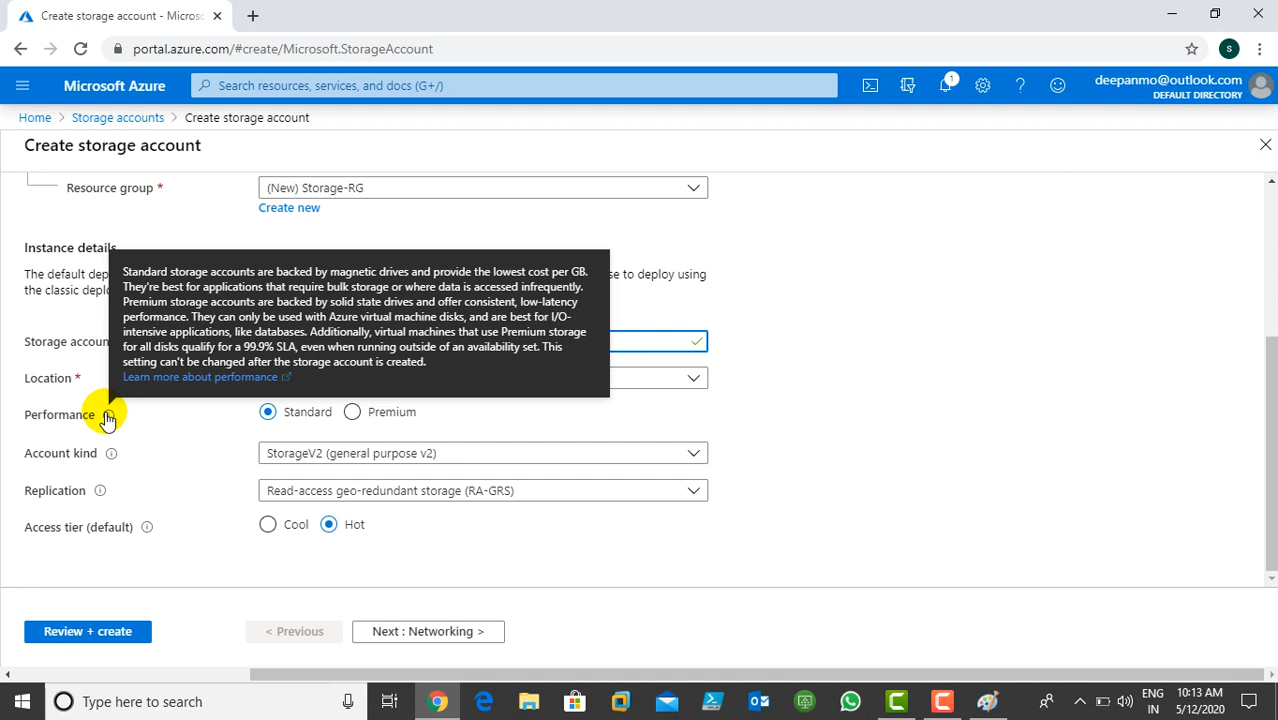 Create storage account - Micros
portal.azure.com/#create/Microsoft.StorageAccount
S
Microsoft Azure
Search resources, services, and docs (G+/)
1
deepanmo@outlook.com
DEFAULT DIRECTORY
Home > Storage accounts > Create storage account
Create storage account
Resource group *
(New) Storage-RG
Create new
Instance details
The default dep
se to deploy using
the classic deplo
Standard storage accounts are backed by magnetic drives and provide the lowest cost per GB.
They're best for applications that require bulk storage or where data is accessed infrequently.
Premium storage accounts are backed by solid state drives and offer consistent, low-latency
performance. They can only be used with Azure virtual machine disks, and are best for I/O-
intensive applications, like databases. Additionally, virtual machines that use Premium storage
for all disks qualify for a 99.9% SLA, even when running outside of an availability set. This
setting can't be changed after the storage account is created.
Learn more about performance
Storage accoun
Location *
Performance
Standard
Premium
Account kind
StorageV2 (general purpose v2)
Replication
Read-access geo-redundant storage (RA-GRS)
Access tier (default)
Cool
Hot
Review + create
< Previous
Next : Networking >
Type here to search
ENG
IN
10:13 AM
5/12/2020